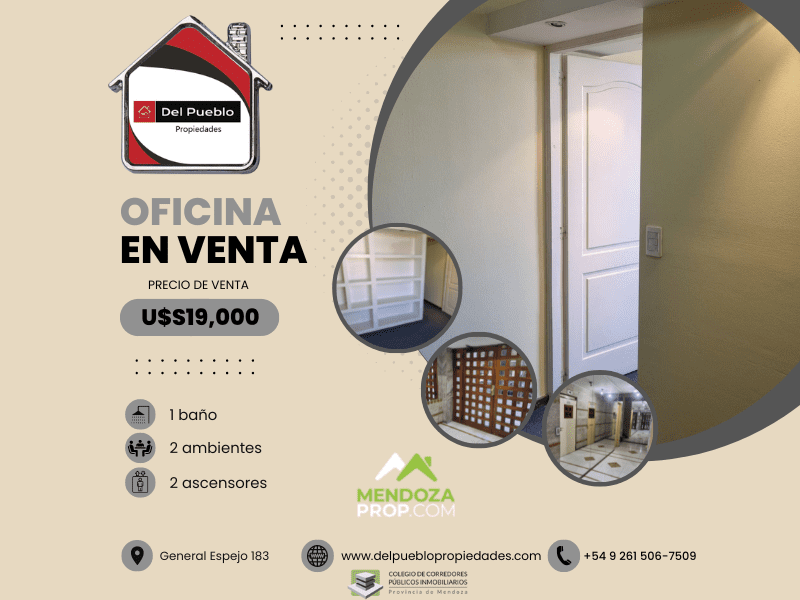 Del Pueblo
Propiedades
OFICINA
EN VENTA
PRECIO DE VENTA
U$S19,000
1 baño
2 ambientes
2 ascensores
MENDOZA
PROP.COM
General Espejo 183
www.delpueblopropiedades.com
+54 9 261 506-7509
COLEGIO DE CORREDORES
PÚBLICOS INMOBILIARIOS
Provincia de Mendoza